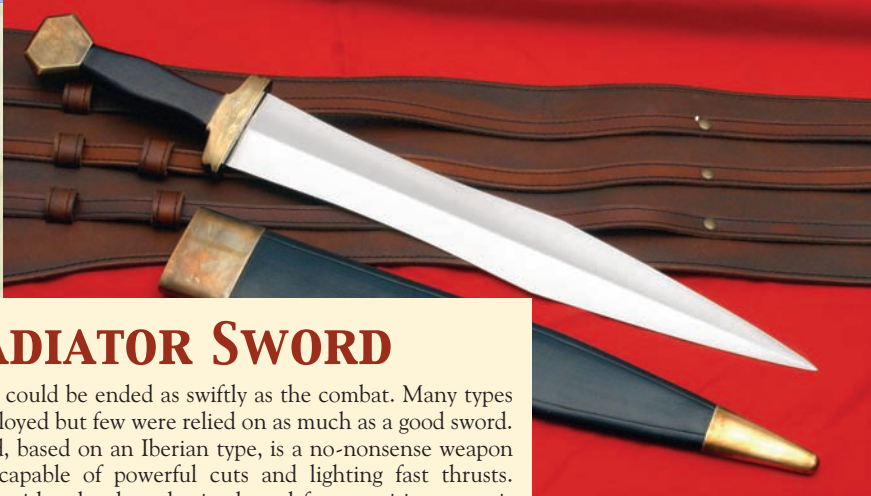 ADIATOR SWORD
could be ended as swiftly as the combat. Many types
loyed but few were relied on as much as a good sword.
, based on an Iberian type, is a no-nonsense weapon
capable of powerful cuts and lighting fast thrusts.